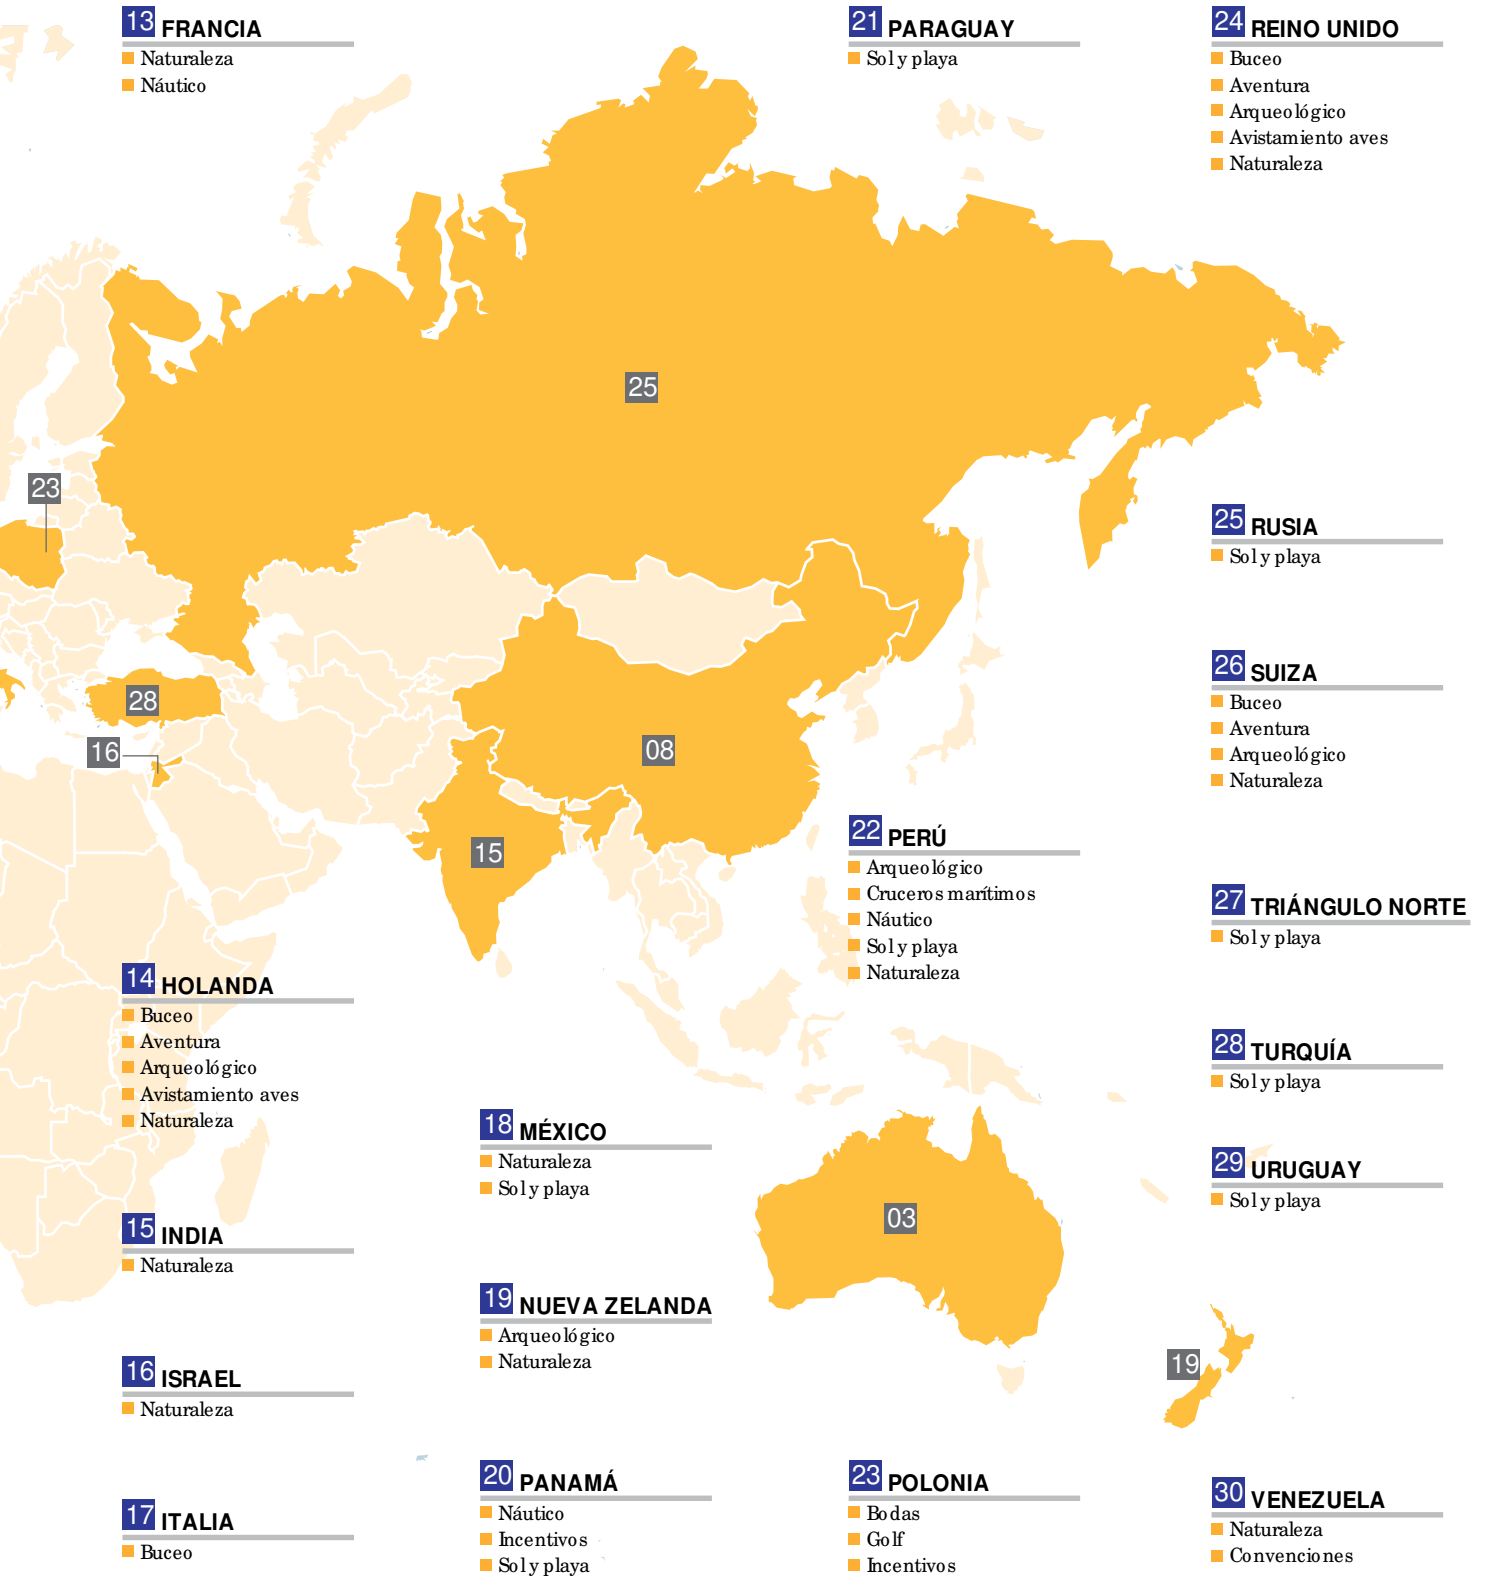 13 FRANCIA
Naturaleza
Náutico
21 PARAGUAY
Sol y playa
24 REINO UNIDO
Buceo
Aventura
Arqueológico
Avistamiento aves
Naturaleza
25
23
25 RUSIA
Sol y playa
28
16
08
15
26 SUIZA
Buceo
Aventura
Arqueológico
Naturaleza
22 PERÚ
Arqueológico
Cruceros marítimos
Náutico
Sol y playa
Naturaleza
27 TRIÁNGULO NORTE
Sol y playa
14 HOLANDA
Buceo
Aventura
Arqueológico
Avistamiento aves
Naturaleza
28 TURQUÍA
Sol y playa
18 MÉXICO
Naturaleza
Sol y playa
29 URUGUAY
Sol y playa
03
15 INDIA
Naturaleza
19 NUEVA ZELANDA
Arqueológico
Naturaleza
19
16 ISRAEL
Naturaleza
17 ITALIA
Buceo
20 PANAMÁ
Náutico
Incentivos
Sol y playa
23 POLONIA
Bodas
Golf
Incentivos
30 VENEZUELA
Naturaleza
Convenciones